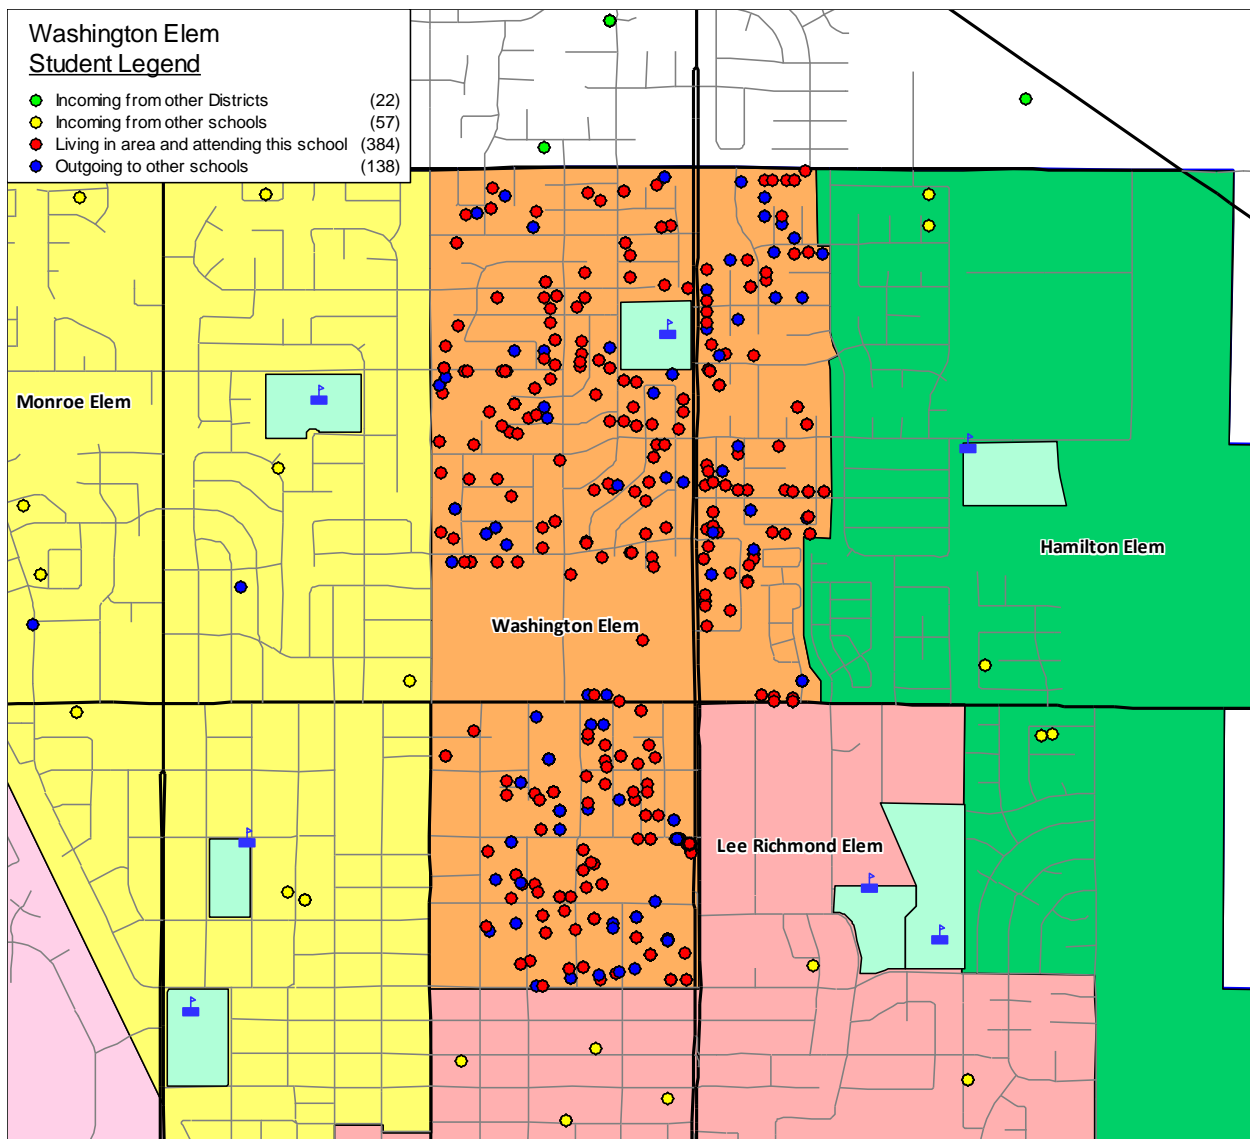 Washington Elem
Student Legend
Incoming from other Districts (22)
Incoming from other schools (57)
Living in area and attending this school (384)
Outgoing to other schools (138)
Monroe Elem
Hamilton Elem
Washington Elem
Lee Richmond Elem